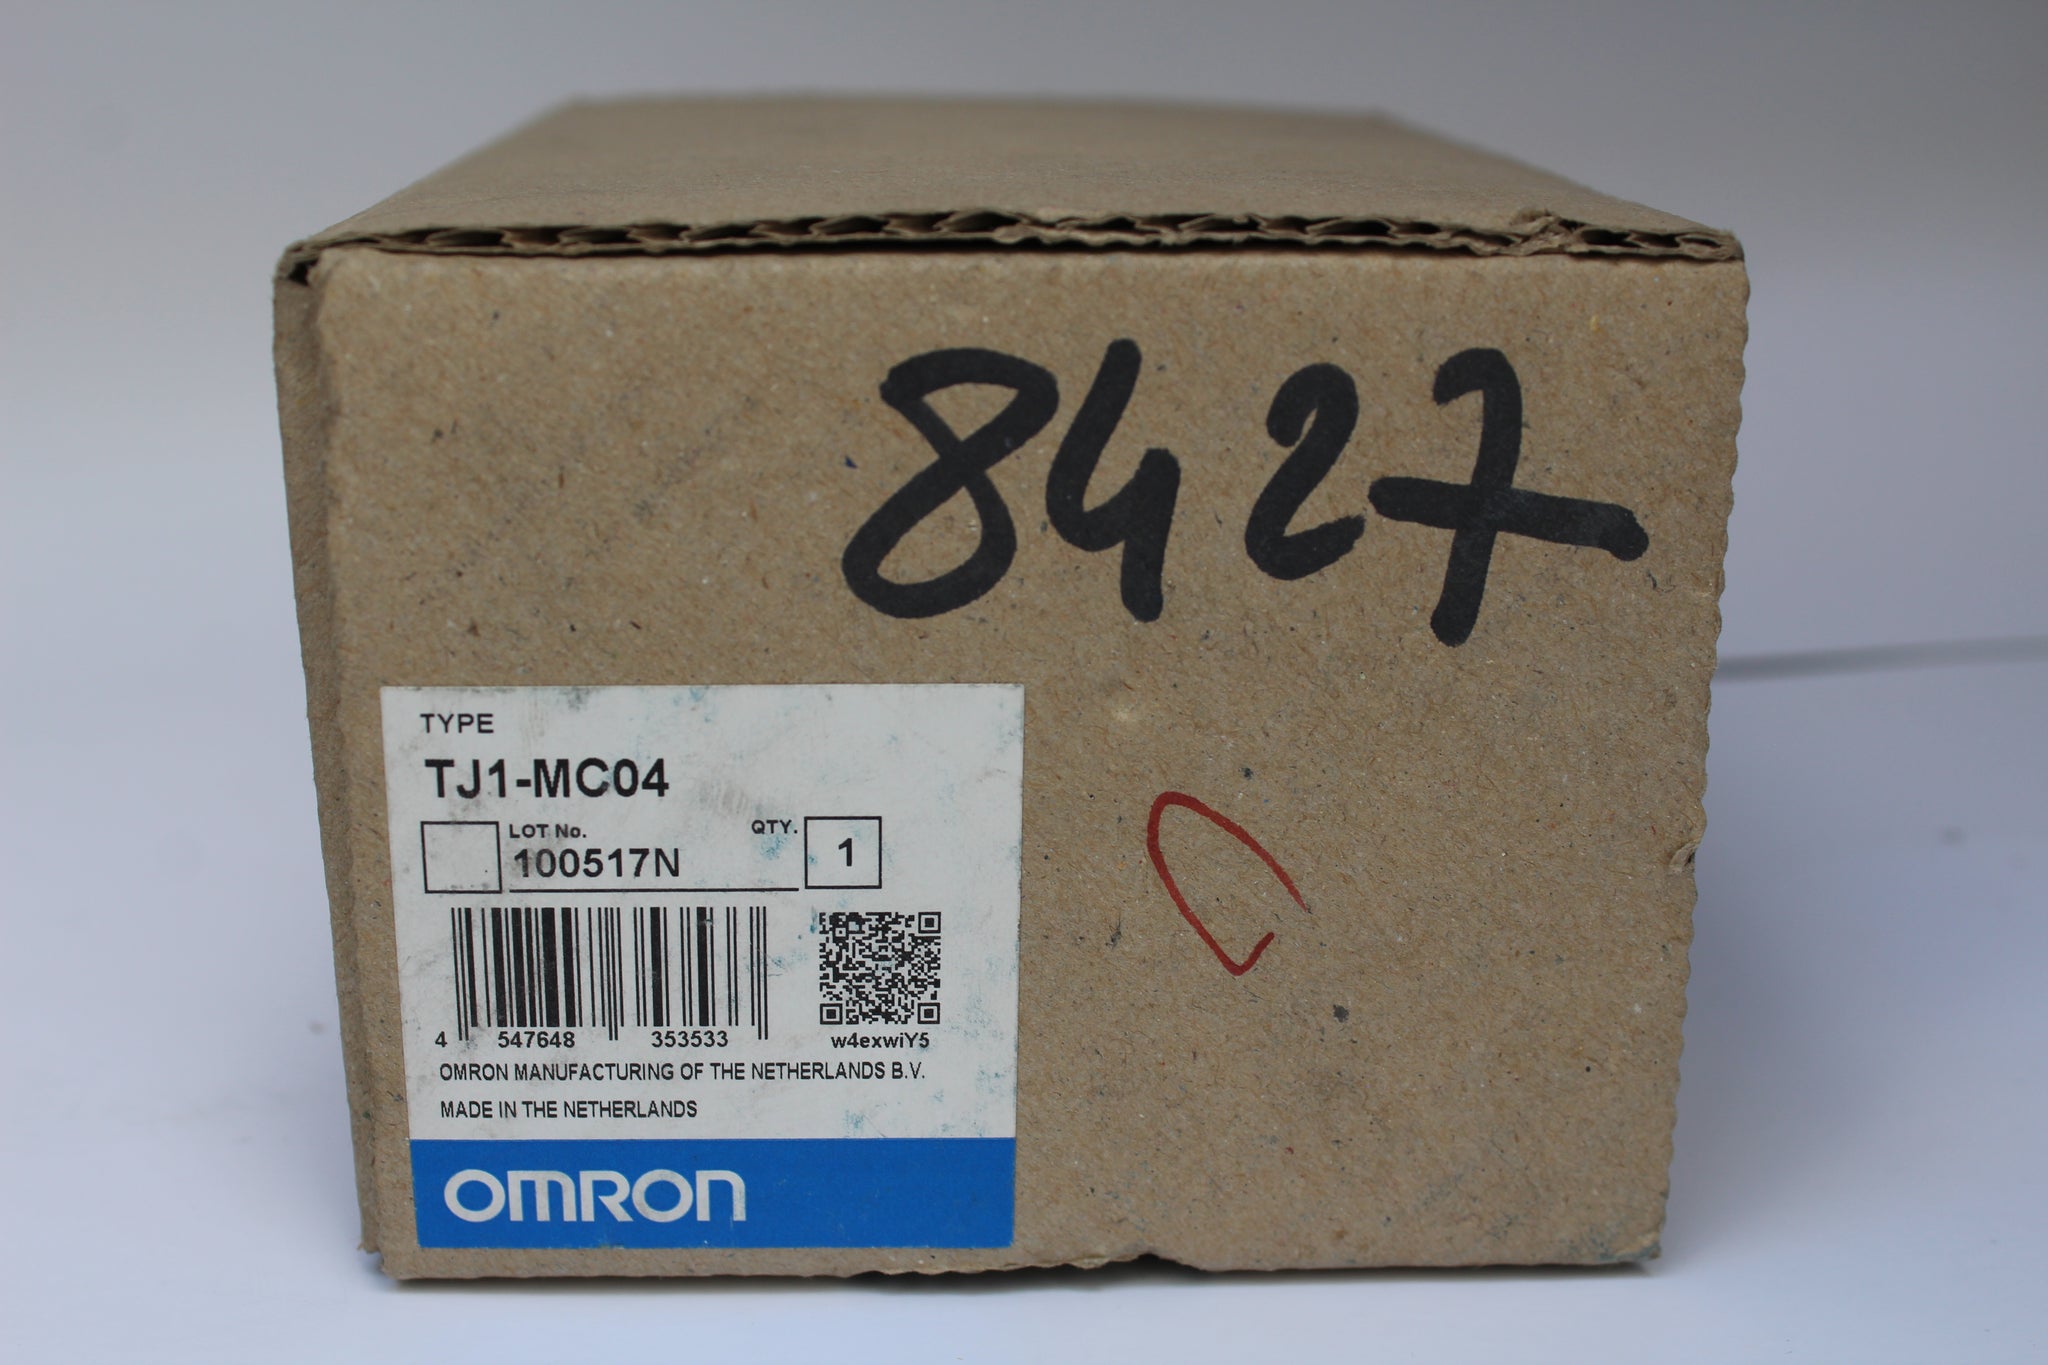 8427
TYPE
TJ1-MC04
LOT No.
QTY.
100517N
1
4 547648 353533
w4exwiY5
OMRON MANUFACTURING OF THE NETHERLANDS B.V.
MADE IN THE NETHERLANDS
OMRON